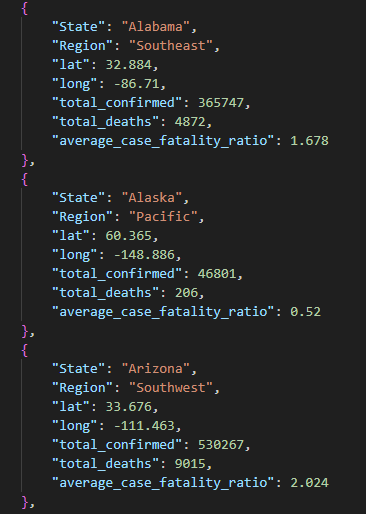 {
"State": "Alabama",
"Region": "Southeast",
"lat": 32.884,
"long": -86.71,
"total_confirmed": 365747,
"total_deaths": 4872,
"average_case_fatality_ratio": 1.678
},
{
"State": "Alaska",
"Region": "Pacific",
"lat": 60.365,
"long": -148.886,
"total_confirmed": 46801,
"total_deaths": 206,
"average_case_fatality_ratio": 0.52
},
{
"State": "Arizona",
"Region": "Southwest",
"lat": 33.676,
"long": -111.463,
"total_confirmed": 530267,
"total_deaths": 9015,
"average_case_fatality_ratio": 2.024
},